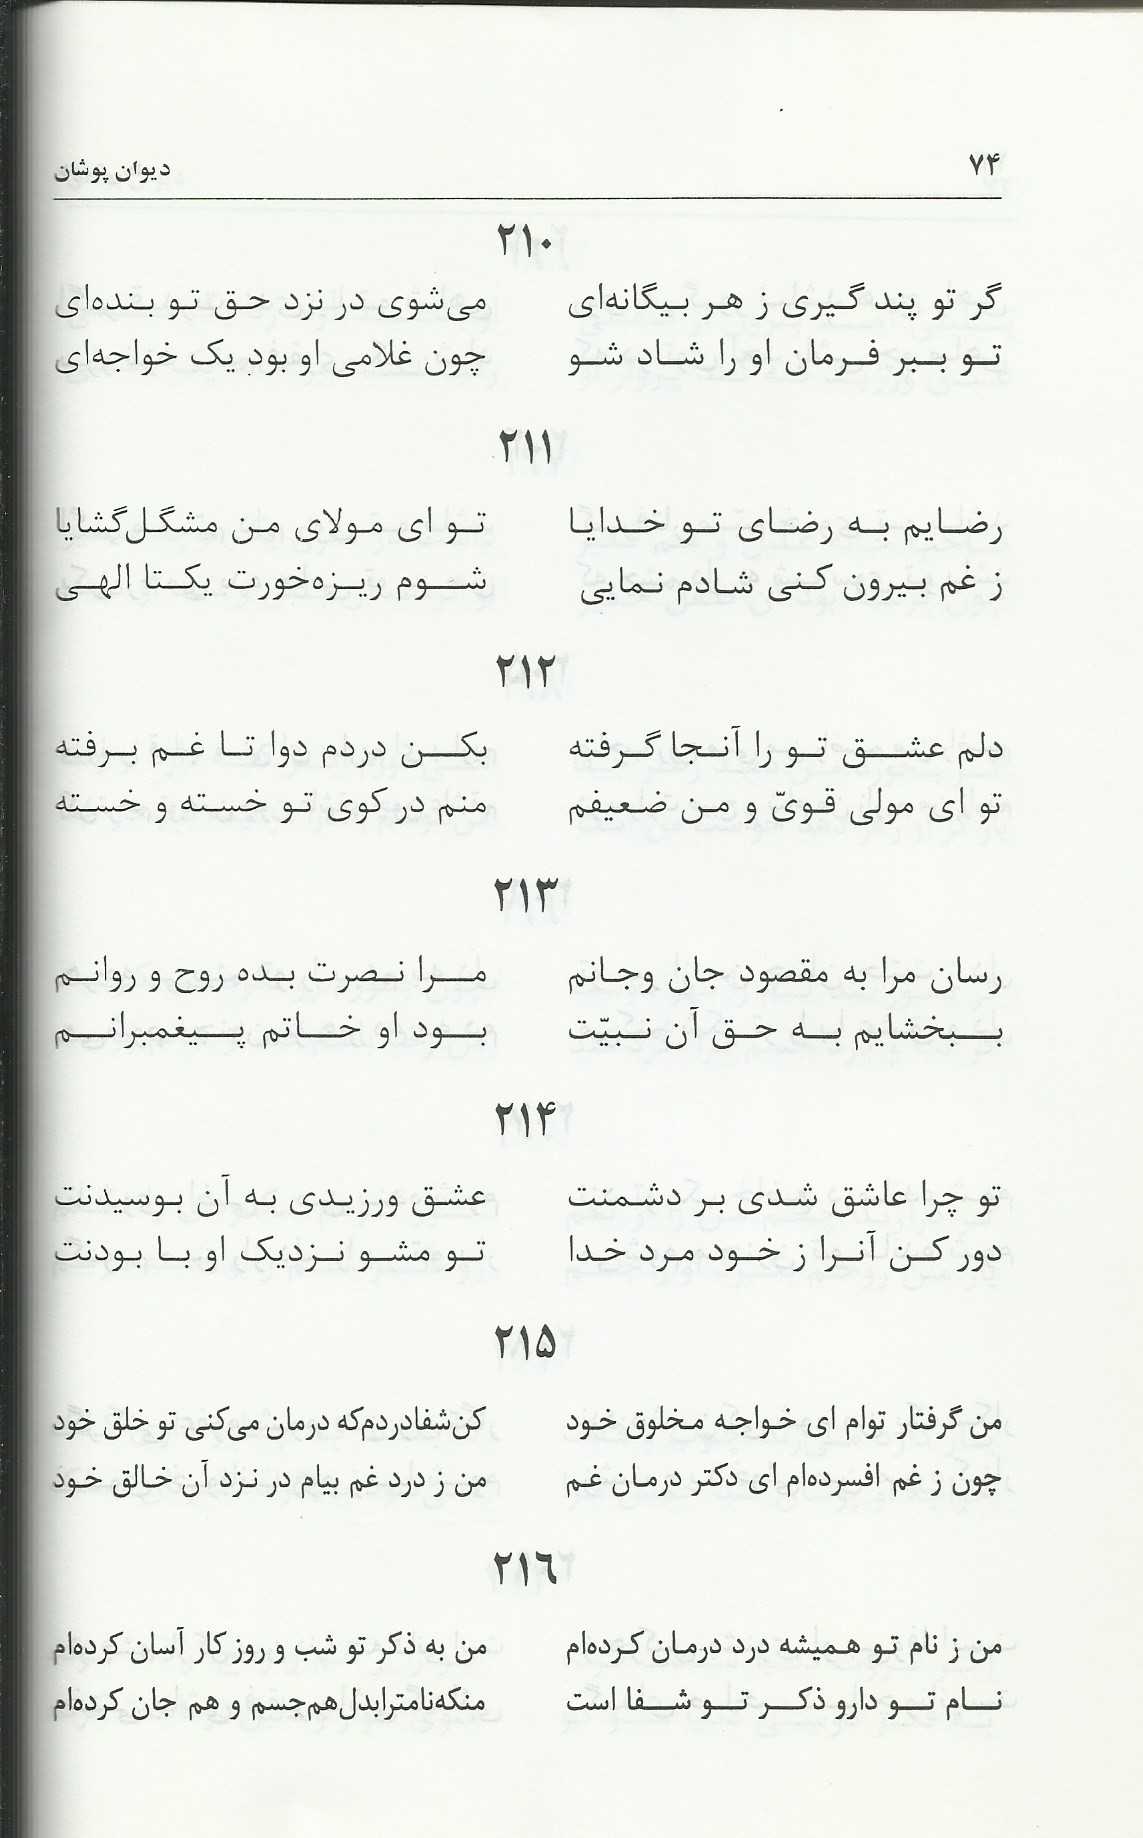 ۷۴ دیوان پوشان
۲۱۰
گر تو پند گیری ز هر بیگانه‌ای می‌شوی در نزد حق تو بنده‌ای
تو ببر فرمان او را شاد شو چون غلامی او بود یک خواجه‌ای
۲۱۱
رضایم به رضای تو خدایا تو ای مولای من مشگل‌گشایا
ز غم بیرون کنی شادم نمایی شوم ریزه‌خورت یکتا الهی
۲۱۲
دلم عشق تو را آنجا گرفته بکن دردم دوا تا غم برفته
تو ای مولی قویّ و من ضعیفم منم در کوی تو خسته و خسته
۲۱۳
رسان مرا به مقصود جان وجانم مرا نصرت بده روح و روانم
ببخشایم به حق آن نبیّت بود او خاتم پیغمبرانم
۲۱۴
تو چرا عاشق شدی بر دشمنت عشق ورزیدی به آن بوسیدنت
دور کن آنرا ز خود مرد خدا تو مشو نزدیک او با بودنت
۲۱۵
من گرفتار توام ای خواجه مخلوق خود کن‌شفادردم‌که درمان می‌کنی تو خلق خود
چون ز غم افسرده‌ام ای دکتر درمان غم من ز درد غم بیام در نزد آن خالق خود
۲۱٦
من ز نام تو همیشه درد درمان کرده‌ام من به ذکر تو شب و روز کار آسان کرده‌ام
نام تو دارو ذکر تو شفا است منکه‌نامترابدل‌هم‌جسم و هم جان کرده‌ام